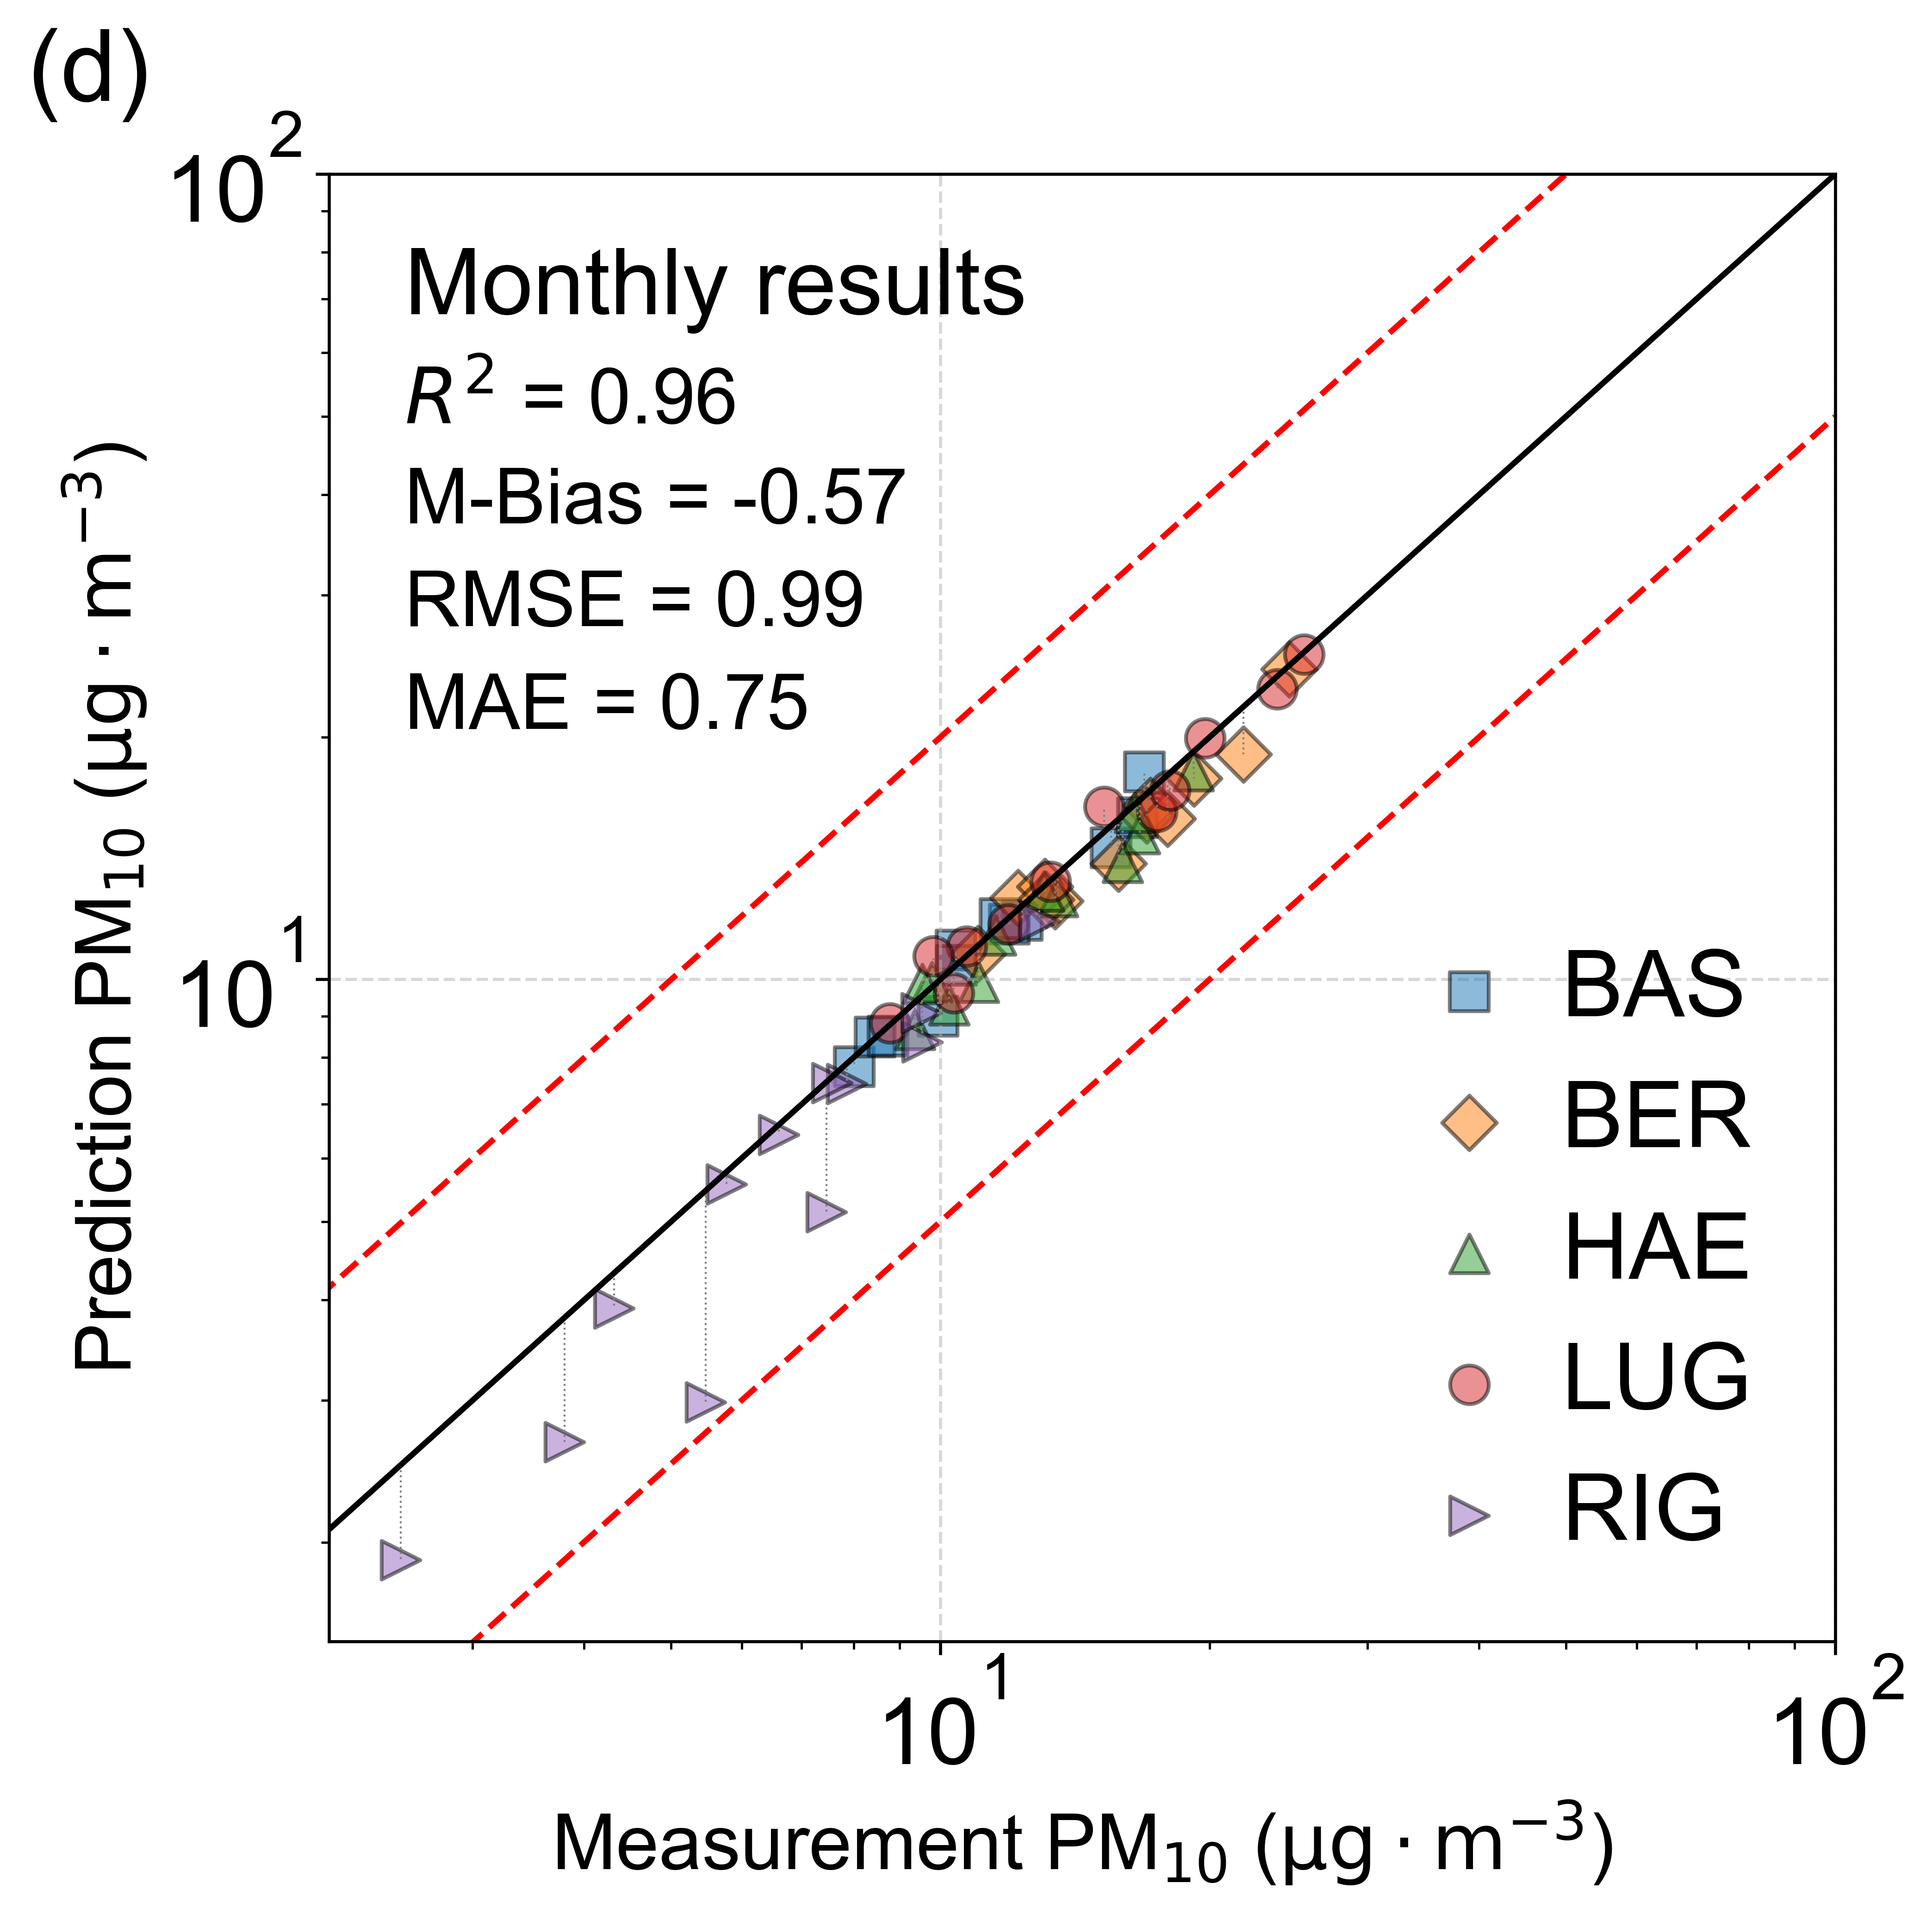 (d)
10²
Monthly results
R² = 0.96
M-Bias = -0.57
RMSE = 0.99
MAE = 0.75
Prediction PM₁₀ (µg · m⁻³)
10¹
BAS
BER
HAE
LUG
RIG
10¹ 10²
Measurement PM₁₀ (µg · m⁻³)